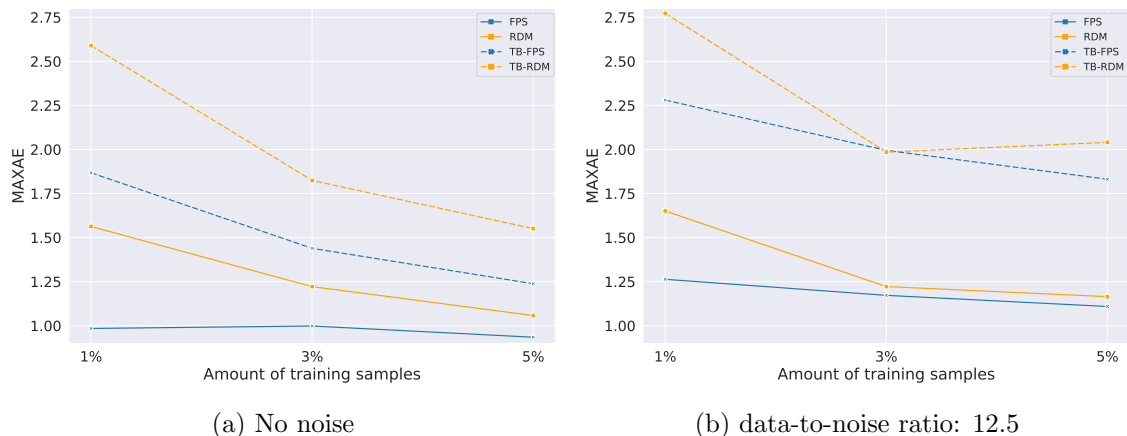 2.75
2.50
2.25
2.00
1.75
1.50
1.25
1.00
MAXAE
FPS
RDM
TB-FPS
TB-RDM
1%
3%
5%
Amount of training samples
(a) No noise
2.75
2.50
2.25
2.00
1.75
1.50
1.25
1.00
MAXAE
FPS
RDM
TB-FPS
TB-RDM
1%
3%
5%
Amount of training samples
(b) data-to-noise ratio: 12.5